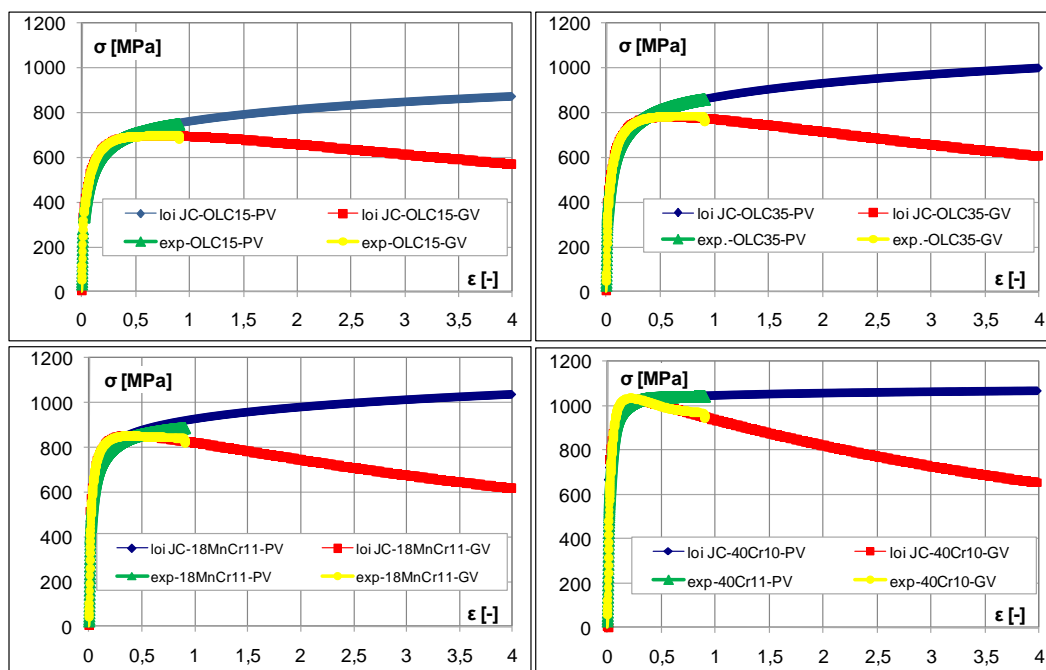 1200
σ [MPa]
1000
800
600
400
loi JC-OLC15-PV loi JC-OLC15-GV
200
exp-OLC15-PV exp-OLC15-GV
0
ε [-]
0 0,5 1 1,5 2 2,5 3 3,5 4
1200
σ [MPa]
1000
800
600
400
loi JC-OLC35-PV loi JC-OLC35-GV
200
exp.-OLC35-PV exp.-OLC35-GV
0
ε [-]
0 0,5 1 1,5 2 2,5 3 3,5 4
1200
σ [MPa]
1000
800
600
400
loi JC-18MnCr11-PV loi JC-18MnCr11-GV
200
exp-18MnCr11-PV exp-18MnCr11-GV
0
ε [-]
0 0,5 1 1,5 2 2,5 3 3,5 4
1200
σ [MPa]
1000
800
600
400
loi JC-40Cr10-PV loi JC-40Cr10-GV
200
exp-40Cr11-PV exp-40Cr10-GV
0
ε [-]
0 0,5 1 1,5 2 2,5 3 3,5 4